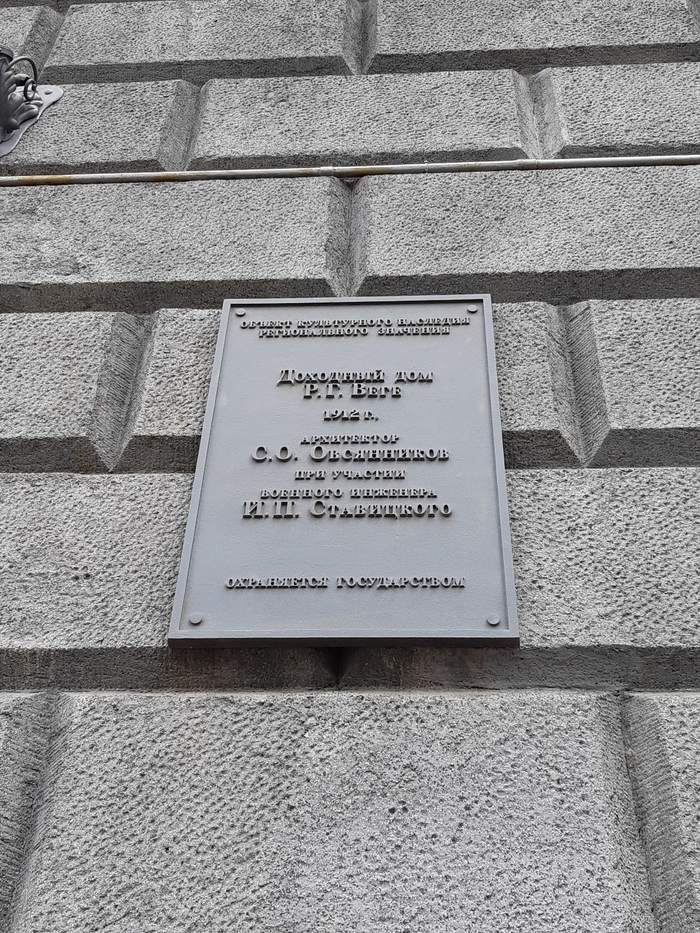 ОБЪЕКТ КУЛЬТУРНОГО НАСЛЕДИЯ
РЕГИОНАЛЬНОГО ЗНАЧЕНИЯ
ДОХОДНЫЙ ДОМ
Р. Г. ВЕГЕ
1912 Г.,
АРХИТЕКТОР
С. О. ОВСЯННИКОВ
ПРИ УЧАСТИИ
ВОЕННОГО ИНЖЕНЕРА
И. П. СТАВИЦКОГО
ОХРАНЯЕТСЯ ГОСУДАРСТВОМ